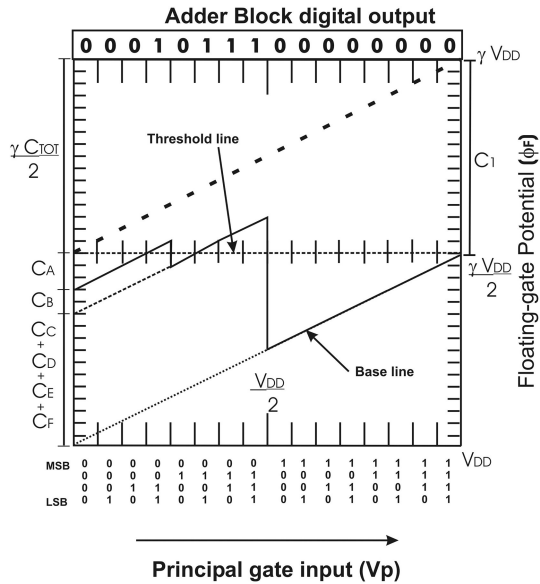 Adder Block digital output
0 0 0 1 0 1 1 1 0 0 0 0 0 0 0 0
γ VDD
Threshold line
γ CTOT
2
C1
Floating-gate Potential (ϕF)
CA
γ VDD
2
CB
CC
+
CD
+
CE
+
CF
Base line
VDD
2
VDD
MSB 0 0 0 0 0 0 0 0 1 1 1 1 1 1 1 1
0 0 0 0 1 1 1 1 0 0 0 0 1 1 1 1
0 0 1 1 0 0 1 1 0 0 1 1 0 0 1 1
LSB 0 1 0 1 0 1 0 1 0 1 0 1 0 1 0 1
Principal gate input (Vp)